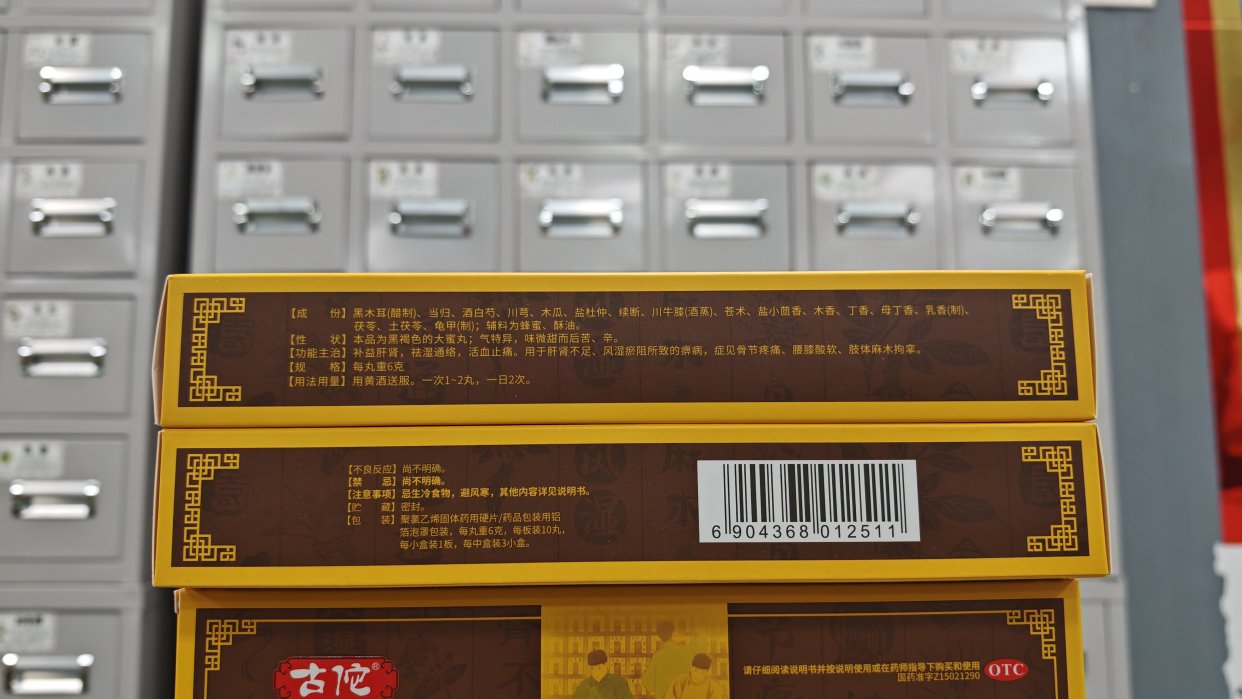 【成 份】黑木耳(醋制)、当归、酒白芍、川芎、木瓜、盐杜仲、续断、川牛膝(酒蒸)、苍术、盐小茴香、木香、丁香、母丁香、乳香(制)、
茯苓、土茯苓、龟甲(制)；辅料为蜂蜜、酥油。
【性 状】本品为黑褐色的大蜜丸；气特异，味微甜而后苦、辛。
【功能主治】补益肝肾，祛湿通络，活血止痛。用于肝肾不足、风湿瘀阻所致的痹病，症见骨节疼痛、腰膝酸软、肢体麻木拘挛。
【规 格】每丸重6克
【用法用量】用黄酒送服。一次1~2丸，一日2次。
【不良反应】尚不明确。
【禁 忌】尚不明确。
【注意事项】忌生冷食物，避风寒，其他内容详见说明书。
【贮 藏】密封。
【包 装】聚氯乙烯固体药用硬片/药品包装用铝
箔泡罩包装，每丸重6克，每板装10丸，
每小盒装1板，每中盒装3小盒。
6 904368 012511
古陀®
请仔细阅读说明书并按说明使用或在药师指导下购买和使用
国药准字Z15021290
OTC